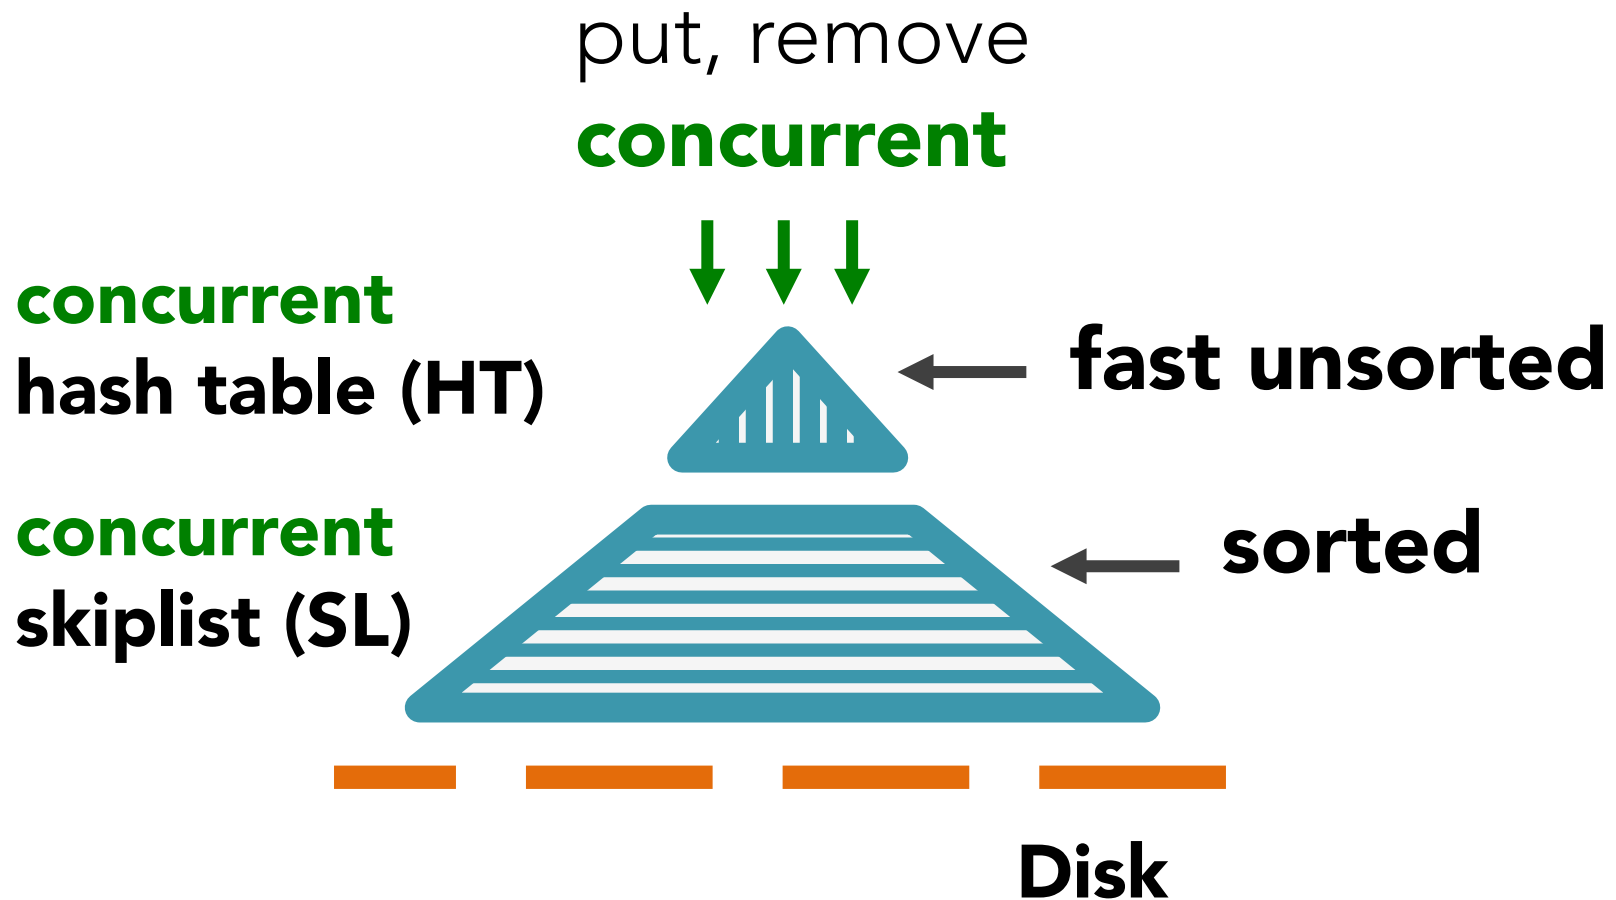 put, remove
concurrent
concurrent
hash table (HT)
fast unsorted
concurrent
skiplist (SL)
sorted
Disk